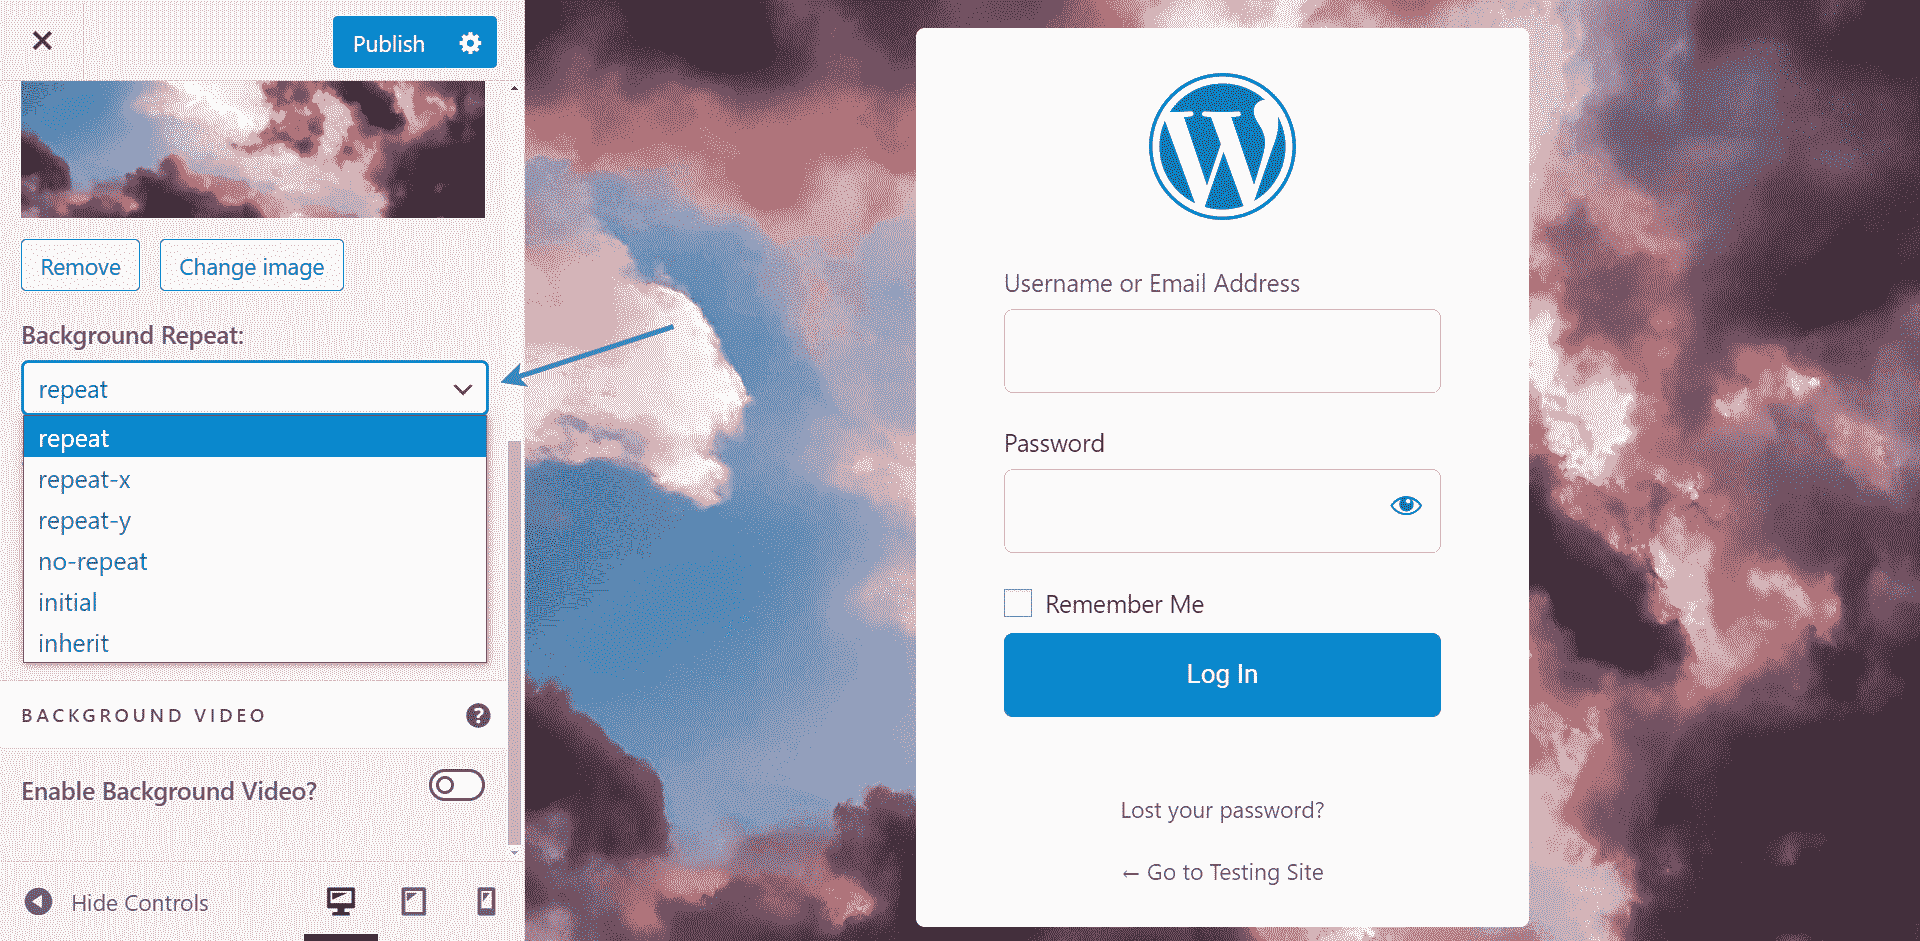 Publish
Remove
Change image
Background Repeat:
repeat
repeat
repeat-x
repeat-y
no-repeat
initial
inherit
BACKGROUND VIDEO
?
Enable Background Video?
Hide Controls
W
Username or Email Address
Password
Remember Me
Log In
Lost your password?
← Go to Testing Site